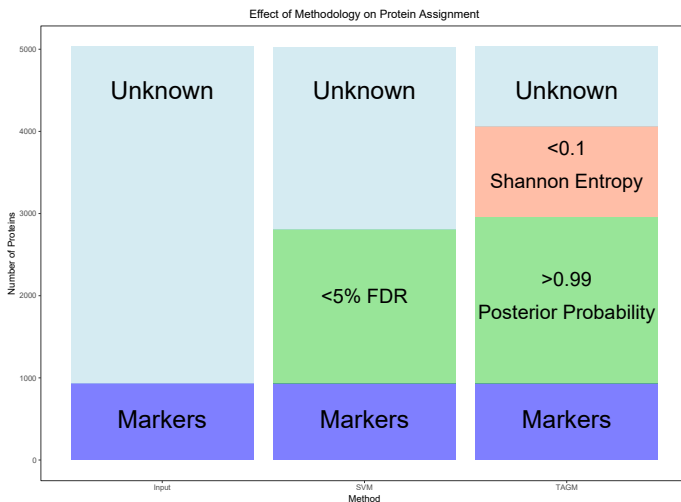 Effect of Methodology on Protein Assignment
Number of Proteins
5000
4000
3000
2000
1000
0
Unknown
Markers
Unknown
<5% FDR
Markers
Unknown
<0.1
Shannon Entropy
>0.99
Posterior Probability
Markers
Input
SVM
TAGM
Method